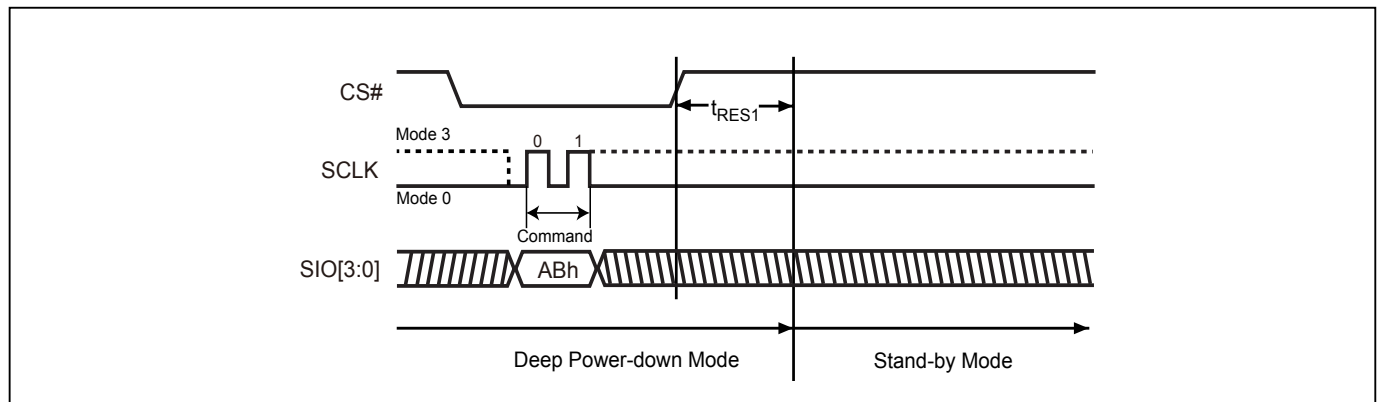 CS#
tRES1
Mode 3
0 1
SCLK
Mode 0
Command
SIO[3:0]
ABh
Deep Power-down Mode
Stand-by Mode